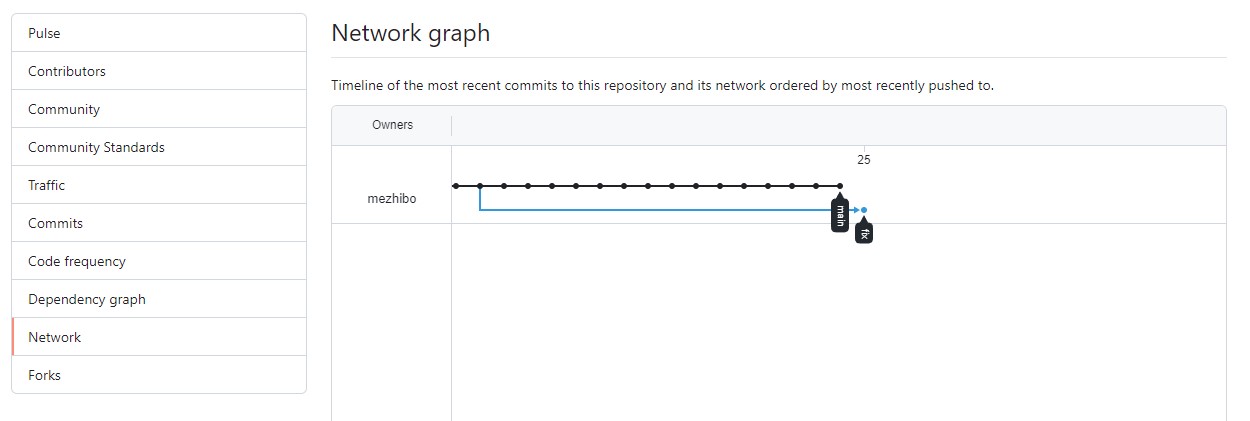 Pulse
Contributors
Community
Community Standards
Traffic
Commits
Code frequency
Dependency graph
Network
Forks
Network graph
Timeline of the most recent commits to this repository and its network ordered by most recently pushed to.
Owners
25
mezhibo
main
fix